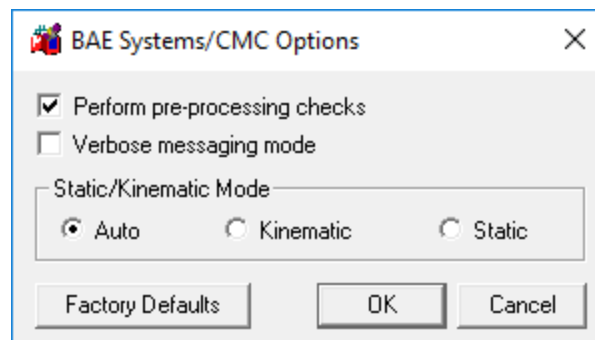 BAE Systems/CMC Options
Perform pre-processing checks
Verbose messaging mode
Static/Kinematic Mode
Auto Kinematic Static
Factory Defaults OK Cancel